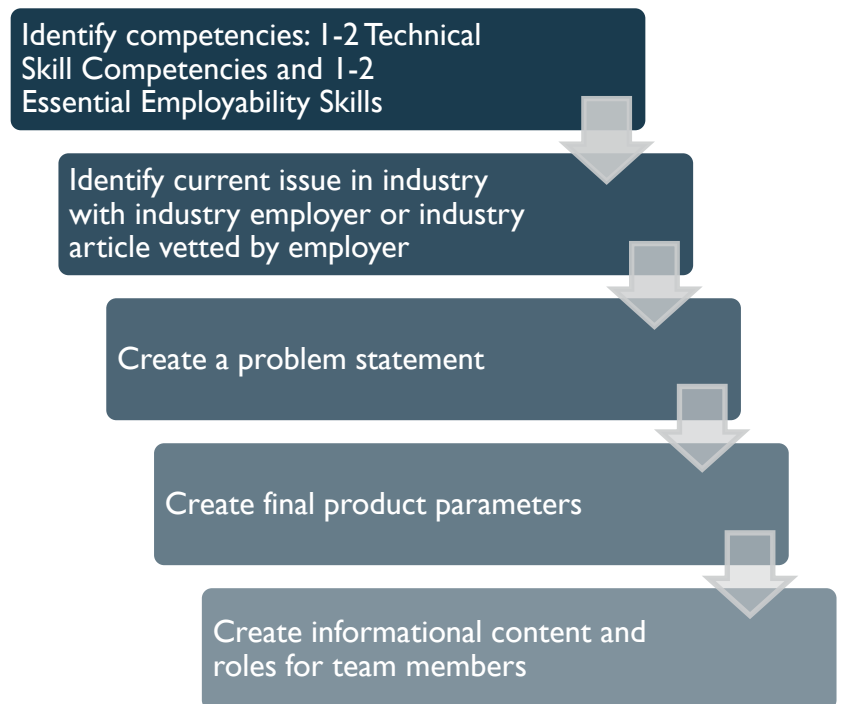 Identify competencies: 1-2 Technical
Skill Competencies and 1-2
Essential Employability Skills
Identify current issue in industry
with industry employer or industry
article vetted by employer
Create a problem statement
Create final product parameters
Create informational content and
roles for team members